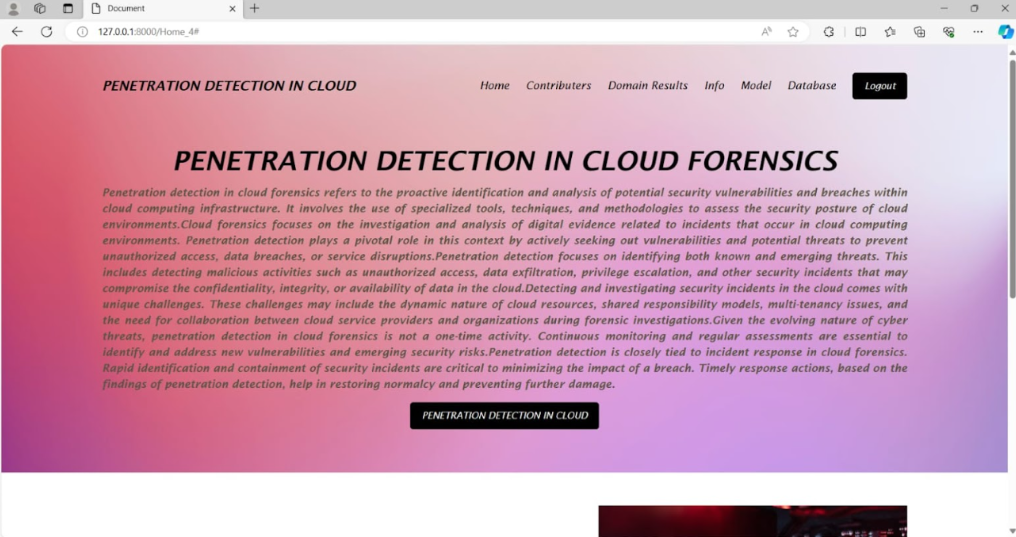 Document
127.0.0.1:8000/Home_4#
PENETRATION DETECTION IN CLOUD
Home Contributers Domain Results Info Model Database Logout
PENETRATION DETECTION IN CLOUD FORENSICS
Penetration detection in cloud forensics refers to the proactive identification and analysis of potential security vulnerabilities and breaches within
cloud computing infrastructure. It involves the use of specialized tools, techniques, and methodologies to assess the security posture of cloud
environments.Cloud forensics focuses on the investigation and analysis of digital evidence related to incidents that occur in cloud computing
environments. Penetration detection plays a pivotal role in this context by actively seeking out vulnerabilities and potential threats to prevent
unauthorized access, data breaches, or service disruptions.Penetration detection focuses on identifying both known and emerging threats. This
includes detecting malicious activities such as unauthorized access, data exfiltration, privilege escalation, and other security incidents that may
compromise the confidentiality, integrity, or availability of data in the cloud.Detecting and investigating security incidents in the cloud comes with
unique challenges. These challenges may include the dynamic nature of cloud resources, shared responsibility models, multi-tenancy issues, and
the need for collaboration between cloud service providers and organizations during forensic investigations.Given the evolving nature of cyber
threats, penetration detection in cloud forensics is not a one-time activity. Continuous monitoring and regular assessments are essential to
identify and address new vulnerabilities and emerging security risks.Penetration detection is closely tied to incident response in cloud forensics.
Rapid identification and containment of security incidents are critical to minimizing the impact of a breach. Timely response actions, based on the
findings of penetration detection, help in restoring normalcy and preventing further damage.
PENETRATION DETECTION IN CLOUD